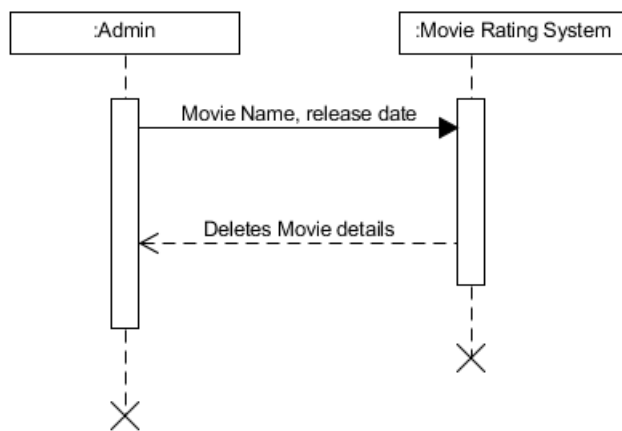 :Admin
:Movie Rating System
Movie Name, release date
Deletes Movie details